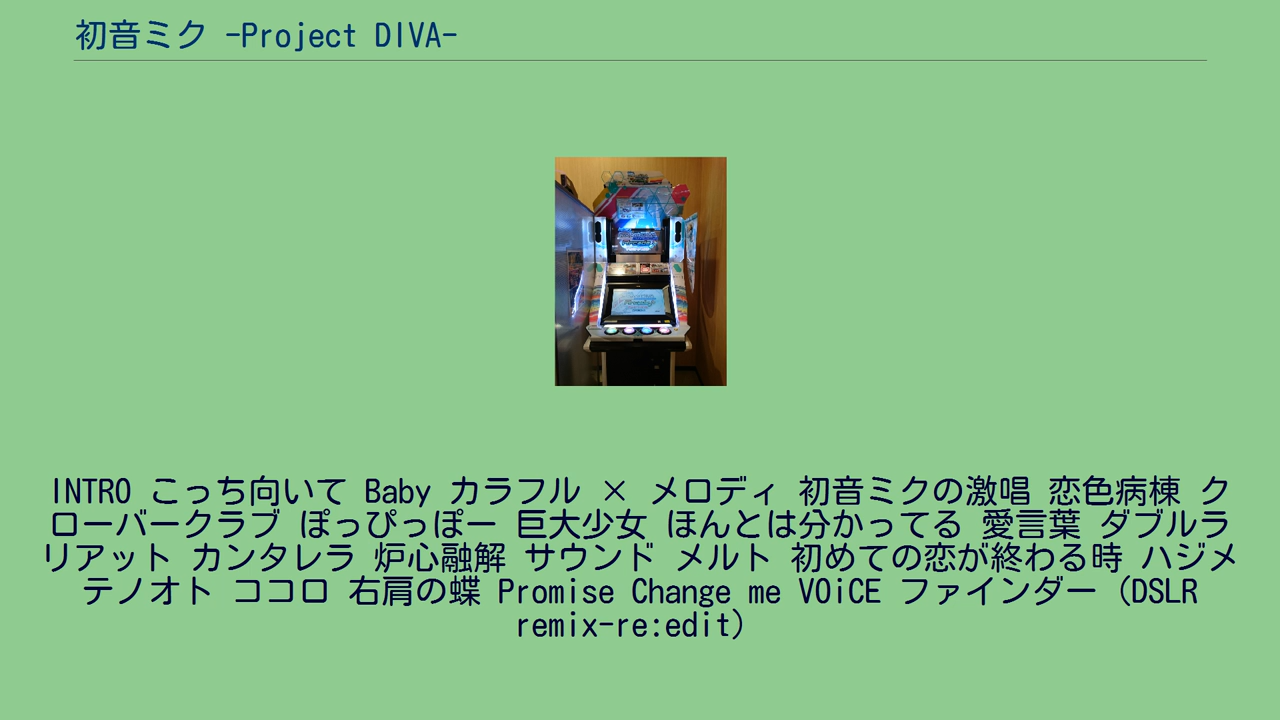 初音ミク -Project DIVA-
INTRO こっち向いて Baby カラフル × メロディ 初音ミクの激唱 恋色病棟 ク
ローバークラブ ぽっぴっぽー 巨大少女 ほんとは分かってる 愛言葉 ダブルラ
リアット カンタレラ 炉心融解 サウンド メルト 初めての恋が終わる時 ハジメ
テノオト ココロ 右肩の蝶 Promise Change me VOiCE ファインダー (DSLR
remix-re:edit)